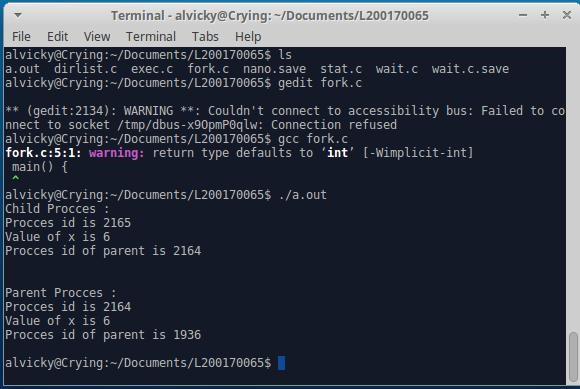 Terminal - alvicky@Crying: ~/Documents/L200170065
File Edit View Terminal Tabs Help
alvicky@Crying:~/Documents/L200170065$ ls
a.out dirlist.c exec.c fork.c nano.save stat.c wait.c wait.c.save
alvicky@Crying:~/Documents/L200170065$ gedit fork.c
** (gedit:2134): WARNING **: Couldn't connect to accessibility bus: Failed to co
nnect to socket /tmp/dbus-x9OpmP0qlw: Connection refused
alvicky@Crying:~/Documents/L200170065$ gcc fork.c
fork.c:5:1: warning: return type defaults to ‘int’ [-Wimplicit-int]
main() {
^
alvicky@Crying:~/Documents/L200170065$ ./a.out
Child Procces :
Procces id is 2165
Value of x is 6
Procces id of parent is 2164
Parent Procces :
Procces id is 2164
Value of x is 6
Procces id of parent is 1936
alvicky@Crying:~/Documents/L200170065$